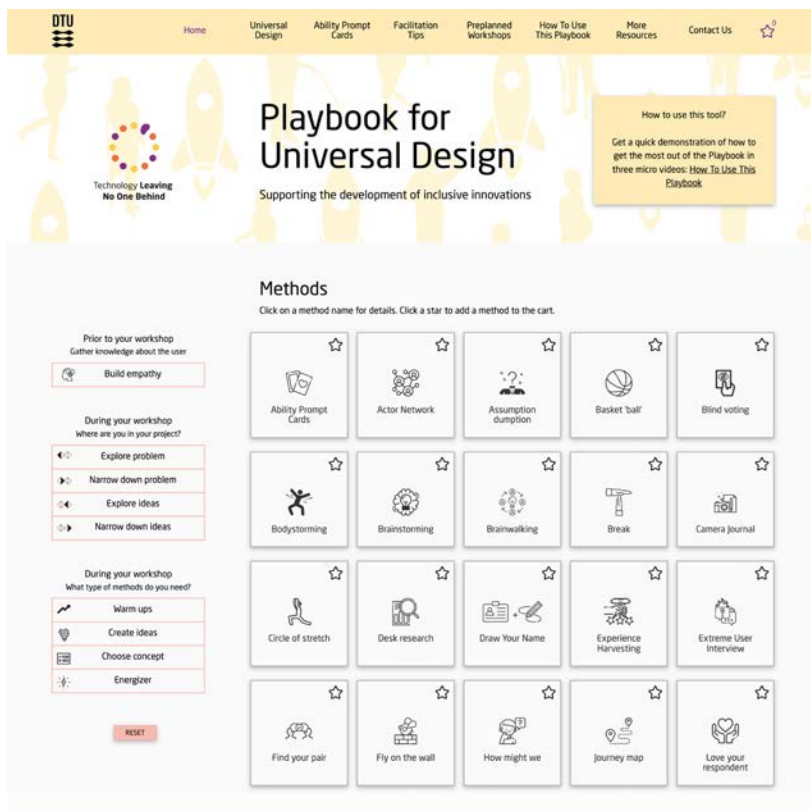 DTU
Home
Universal
Design
Ability Prompt
Cards
Facilitation
Tips
Preplanned
Workshops
How To Use
This Playbook
More
Resources
Contact Us
0
Technology Leaving
No One Behind
Playbook for
Universal Design
Supporting the development of inclusive innovations
How to use this tool?
Get a quick demonstration of how to
get the most out of the Playbook in
three micro videos: How To Use This
Playbook
Methods
Click on a method name for details. Click a star to add a method to the cart.
Prior to your workshop
Gather knowledge about the user
Build empathy
During your workshop
Where are you in your project?
Explore problem
Narrow down problem
Explore ideas
Narrow down ideas
During your workshop
What type of methods do you need?
Warm ups
Create ideas
Choose concept
Energizer
RESET
Ability Prompt
Cards
Actor Network
Assumption
dumption
Basket 'ball'
Blind voting
Bodystorming
Brainstorming
Brainwalking
Break
Camera Journal
Circle of stretch
Desk research
Draw Your Name
Experience
Harvesting
Extreme User
Interview
Find your pair
Fly on the wall
How might we
Journey map
Love your
respondent